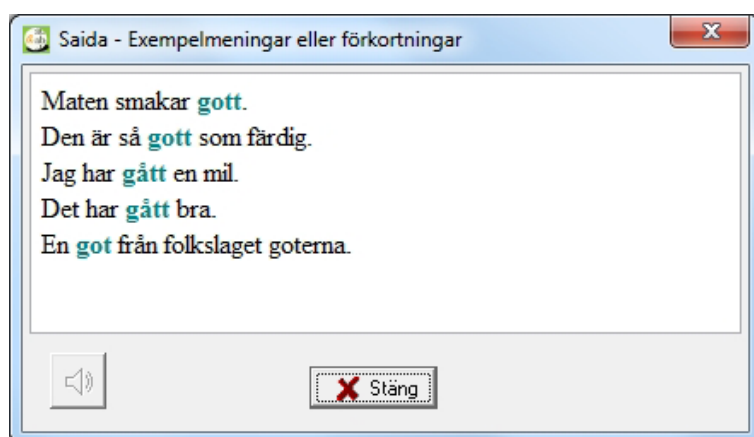 Saida - Exempelmeningar eller förkortningar
Maten smakar gott.
Den är så gott som färdig.
Jag har gått en mil.
Det har gått bra.
En got från folkslaget goterna.
Stäng